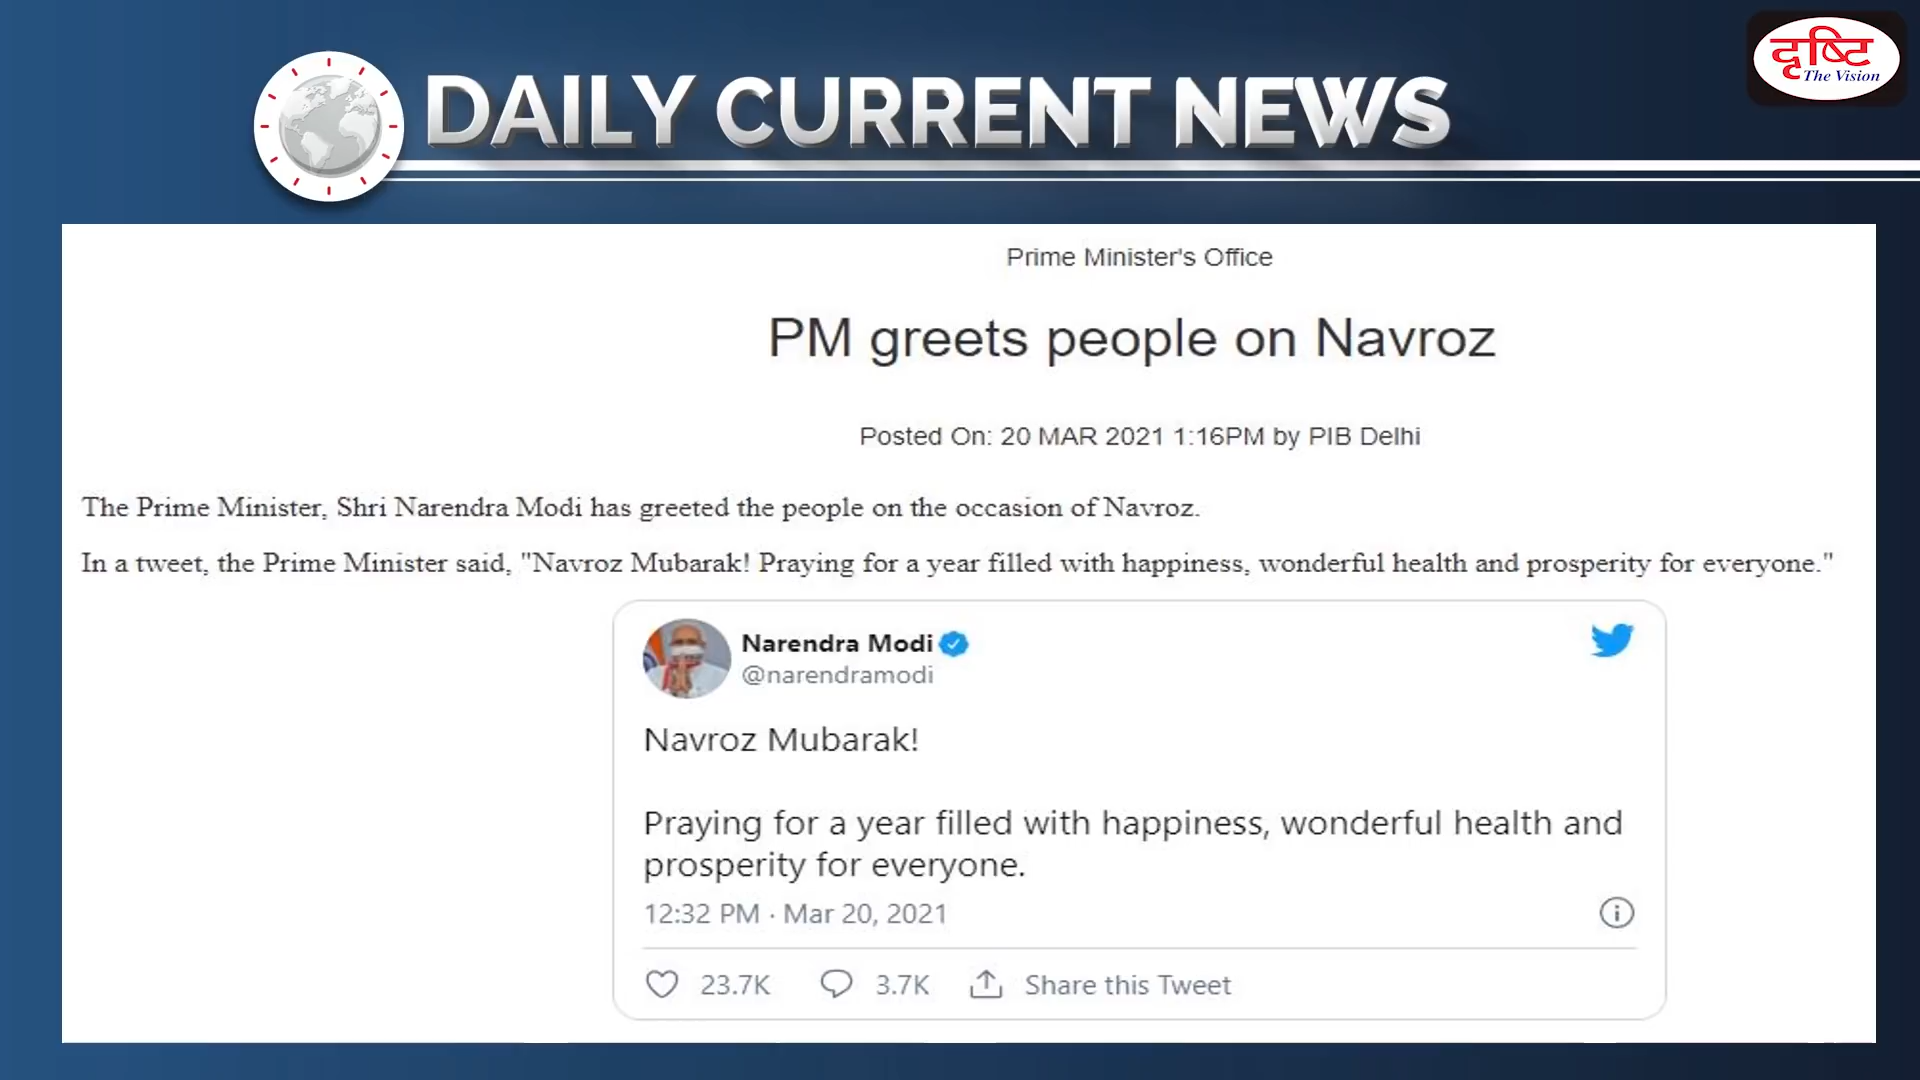 DAILY CURRENT NEWS
दृष्टि
The Vision
Prime Minister's Office
PM greets people on Navroz
Posted On: 20 MAR 2021 1:16PM by PIB Delhi
The Prime Minister, Shri Narendra Modi has greeted the people on the occasion of Navroz.
In a tweet, the Prime Minister said, "Navroz Mubarak! Praying for a year filled with happiness, wonderful health and prosperity for everyone."
Narendra Modi
@narendramodi
Navroz Mubarak!
Praying for a year filled with happiness, wonderful health and
prosperity for everyone.
12:32 PM · Mar 20, 2021
23.7K 3.7K Share this Tweet